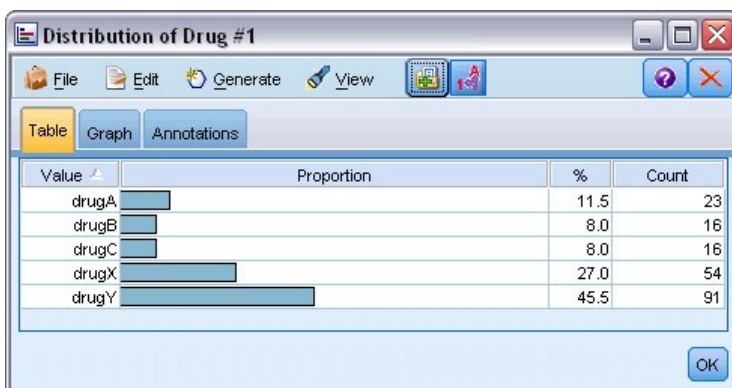 Distribution of Drug #1
File Edit Generate View
Table Graph Annotations
Value Proportion % Count
drugA 11.5 23
drugB 8.0 16
drugC 8.0 16
drugX 27.0 54
drugY 45.5 91
OK